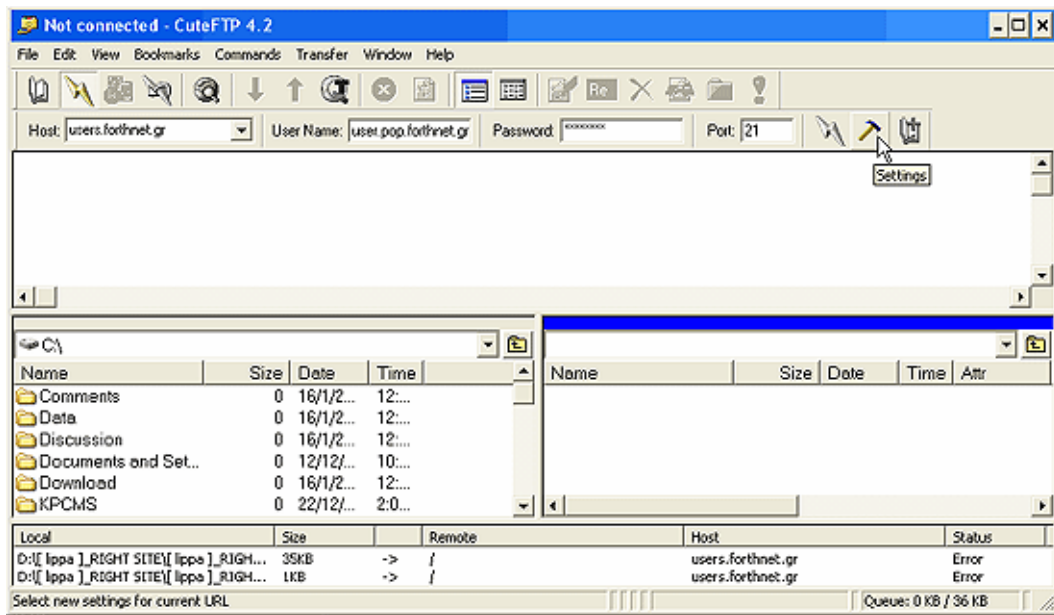 Not connected - CuteFTP 4.2
File Edit View Bookmarks Commands Transfer Window Help
Re
Host: users.forthnet.gr User Name: user.pop.forthnet.gr Password: ******** Port: 21
Settings
C:\
Name Size Date Time
Name Size Date Time Attr
Comments 0 16/1/2... 12:...
Data 0 16/1/2... 12:...
Discussion 0 16/1/2... 12:...
Documents and Set... 0 12/12/... 10:...
Download 0 16/1/2... 12:...
KPCMS 0 22/12/... 2:0...
Local Size Remote Host Status
D:\[ lippa ]_RIGHT SITE\[ lippa ]_RIGH... 35KB -> / users.forthnet.gr Error
D:\[ lippa ]_RIGHT SITE\[ lippa ]_RIGH... 1KB -> / users.forthnet.gr Error
Select new settings for current URL Queue: 0 KB / 36 KB